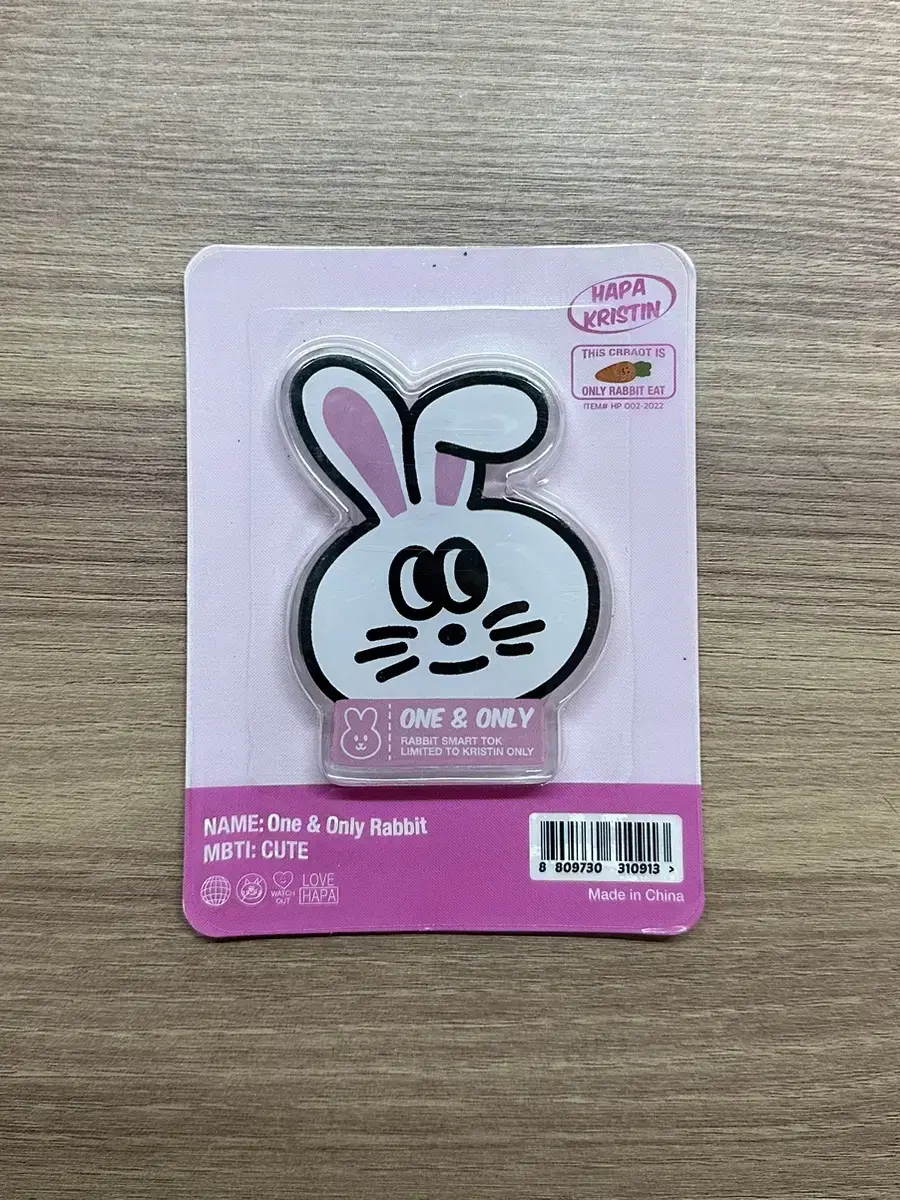 HAPA
KRISTIN
THIS CRRAOT IS
ONLY RABBIT EAT
ITEM# HP 002-2022
ONE & ONLY
RABBIT SMART TOK
LIMITED TO KRISTIN ONLY
NAME: One & Only Rabbit
MBTI: CUTE
WATCH
OUT
LOVE
HAPA
8 809730 310913 >
Made in China